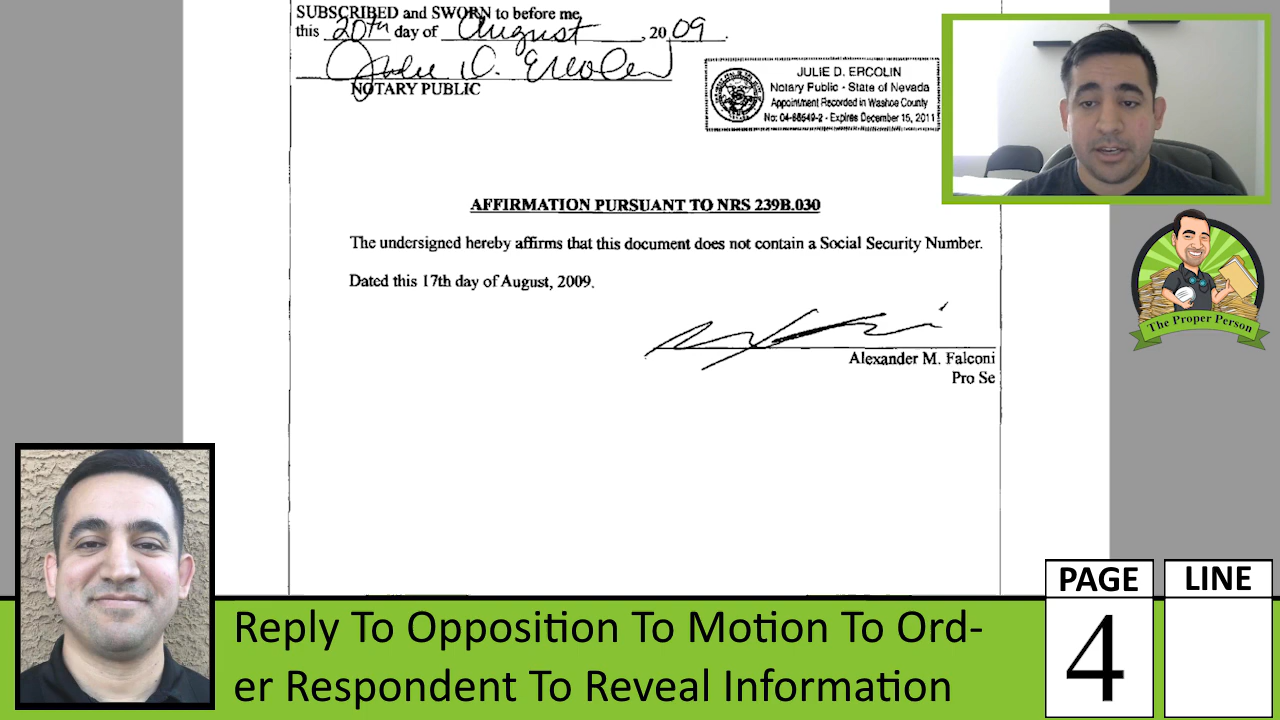 SUBSCRIBED and SWORN to before me,
this 20th day of August, 2009.
Julie D. Ercolin
NOTARY PUBLIC
JULIE D. ERCOLIN
Notary Public - State of Nevada
Appointment Recorded in Washoe County
No: 04-88549-2 - Expires December 15, 2011
AFFIRMATION PURSUANT TO NRS 239B.030
The undersigned hereby affirms that this document does not contain a Social Security Number.
Dated this 17th day of August, 2009.
Alexander M. Falconi
Pro Se
The Proper Person
PAGE
4
LINE
Reply To Opposition To Motion To Ord-
er Respondent To Reveal Information